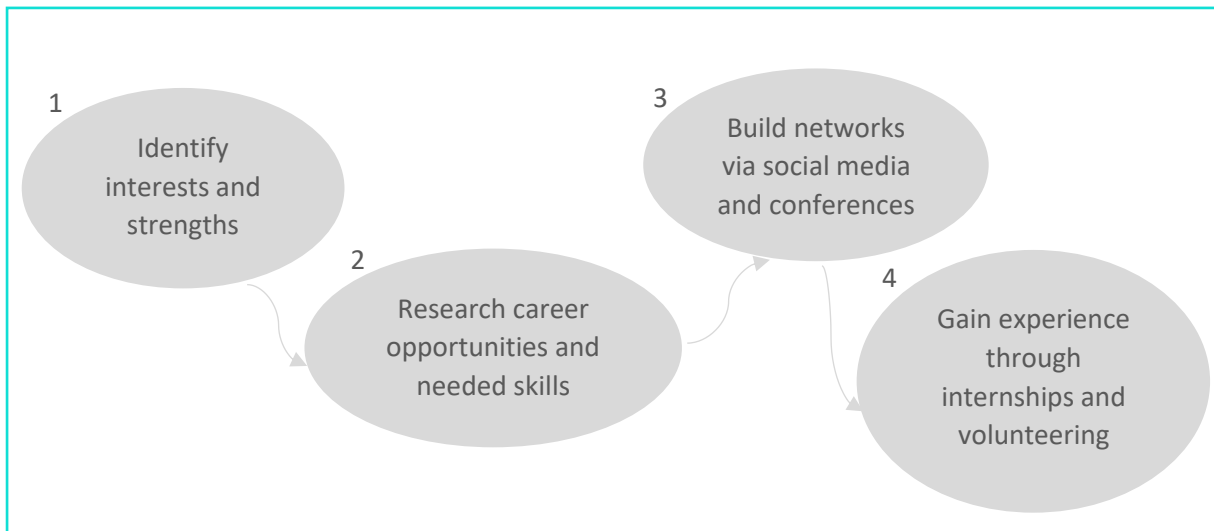 1
Identify
interests and
strengths
2
Research career
opportunities and
needed skills
3
Build networks
via social media
and conferences
4
Gain experience
through
internships and
volunteering